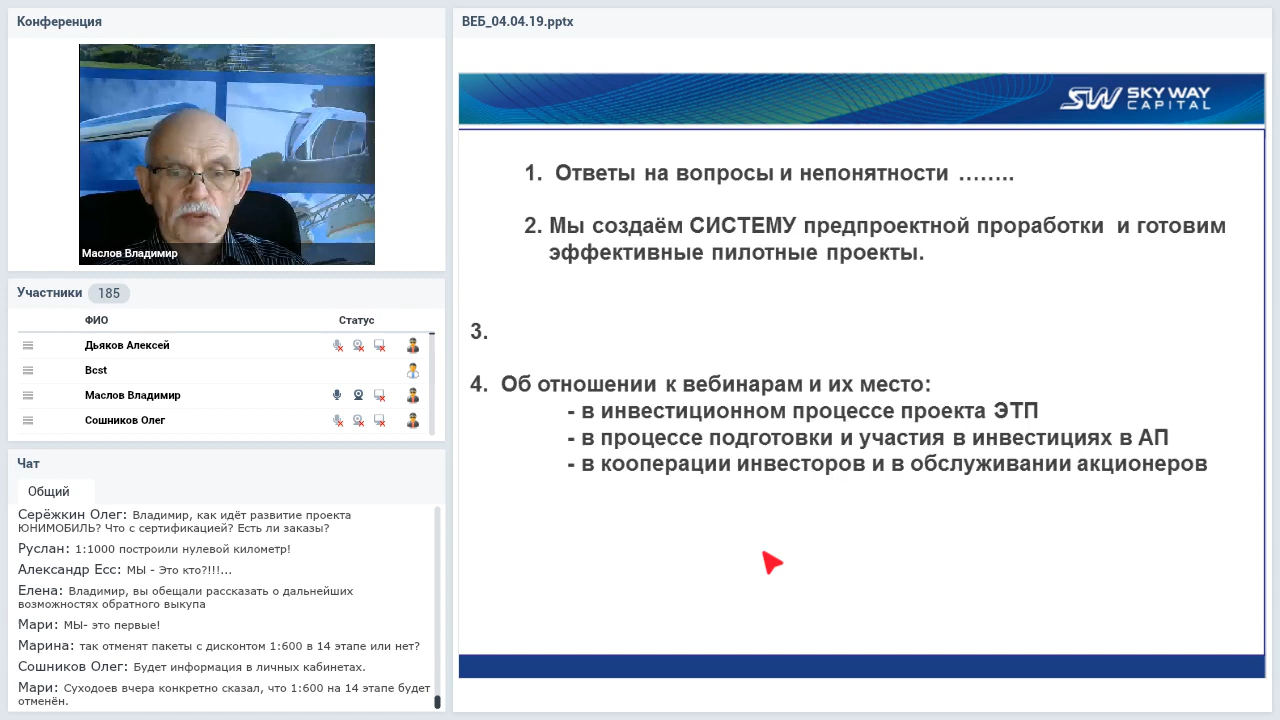 Конференция
Маслов Владимир
Участники 185
ФИО Статус
Дьяков Алексей
Bcst
Маслов Владимир
Сошников Олег
Чат
Общий
Серёжкин Олег: Владимир, как идёт развитие проекта
ЮНИМОБИЛЬ? Что с сертификацией? Есть ли заказы?
Руслан: 1:1000 построили нулевой километр!
Александр Есс: МЫ - Это кто?!!!...
Елена: Владимир, вы обещали рассказать о дальнейших
возможностях обратного выкупа
Мари: МЫ- это первые!
Марина: так отменят пакеты с дисконтом 1:600 в 14 этапе или нет?
Сошников Олег: Будет информация в личных кабинетах.
Мари: Суходоев вчера конкретно сказал, что 1:600 на 14 этапе будет
отменён.
ВЕБ_04.04.19.pptx
SW SKY WAY
CAPITAL
1. Ответы на вопросы и непонятности ……..
2. Мы создаём СИСТЕМУ предпроектной проработки и готовим
эффективные пилотные проекты.
3.
4. Об отношении к вебинарам и их место:
- в инвестиционном процессе проекта ЭТП
- в процессе подготовки и участия в инвестициях в АП
- в кооперации инвесторов и в обслуживании акционеров